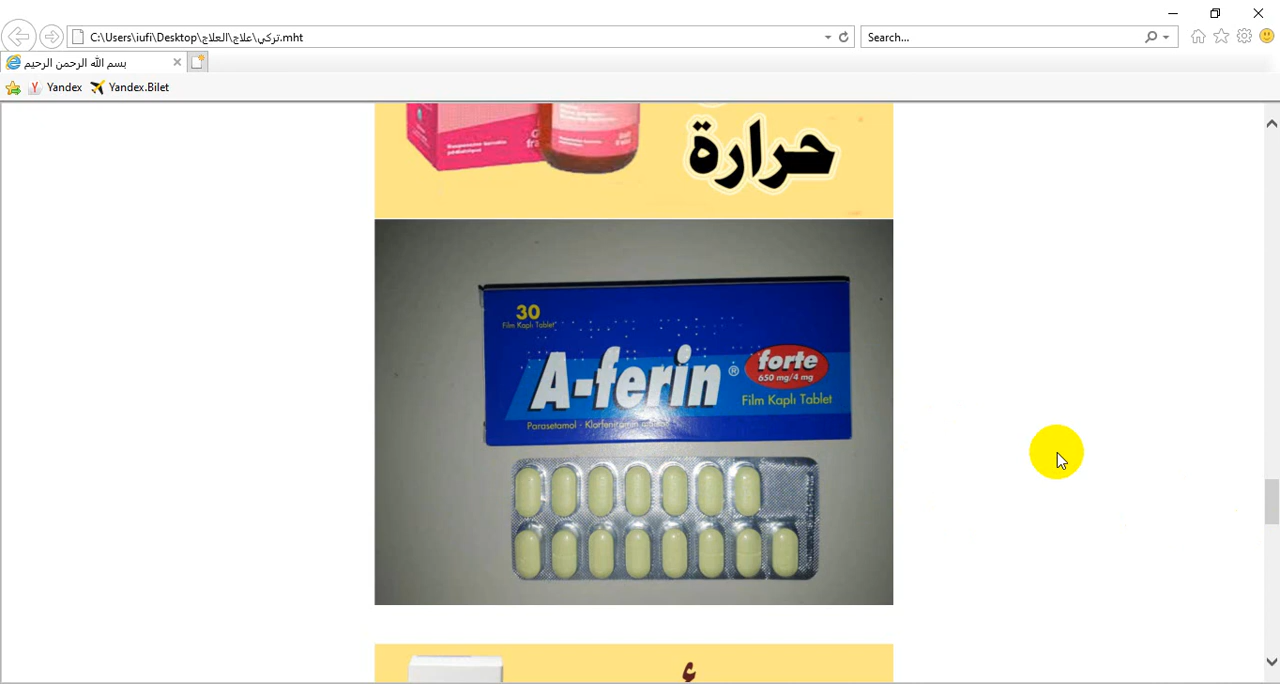 C:\Users\iufi\Desktop\تركي\علاج\العلاج.mht
Search...
بسم الله الرحمن الرحيم
Yandex
Yandex.Bilet
حرارة
30
Film Kaplı Tablet
A-ferin ® forte
650 mg/4 mg
Film Kaplı Tablet
Parasetamol - Klorfeniramin